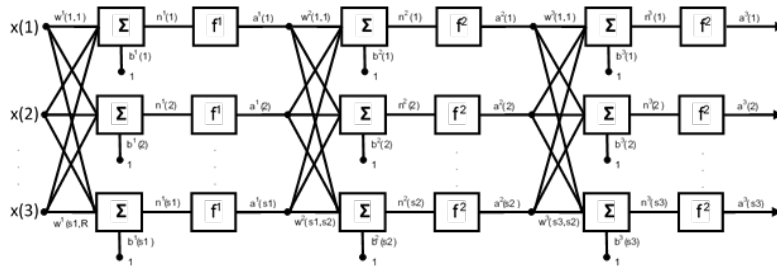 x(1) w¹(1,1) Σ n¹(1) f¹ a¹(1) w²(1,1) Σ n²(1) f² a²(1) w³(1,1) Σ n³(1) f² a³(1)
b¹(1) b²(1) b³(1)
1 1 1
x(2) Σ n¹(2) f¹ a¹(2) Σ n²(2) f² a²(2) Σ n³(2) f² a³(2)
b¹(2) b²(2) b³(2)
1 1 1
x(3) Σ n¹(s1) f¹ a¹(s1) Σ n²(s2) f² a²(s2) Σ n³(s3) f² a³(s3)
w¹(s1,R w²(s1,s2) w³(s3,s2)
b¹(s1) b²(s2) b³(s3)
1 1 1